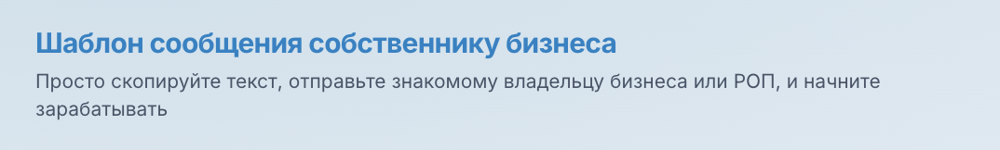 Шаблон сообщения собственнику бизнеса
Просто скопируйте текст, отправьте знакомому владельцу бизнеса или РОП, и начните
зарабатывать